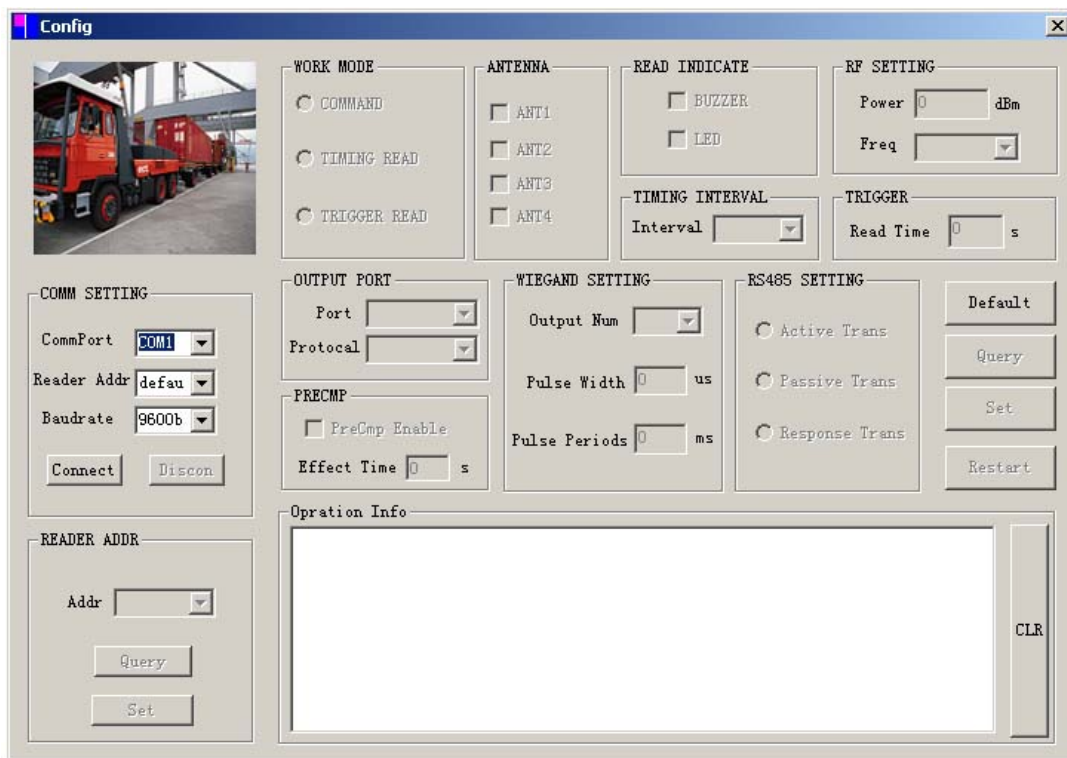 Config
WORK MODE
COMMAND
TIMING READ
TRIGGER READ
ANTENNA
ANT1
ANT2
ANT3
ANT4
READ INDICATE
BUZZER
LED
RF SETTING
Power 0 dBm
Freq
TIMING INTERVAL
Interval
TRIGGER
Read Time 0 s
COMM SETTING
CommPort COM1
Reader Addr defau
Baudrate 9600b
Connect Discon
OUTPUT PORT
Port
Protocal
PRECMP
PreCmp Enable
Effect Time 0 s
WIEGAND SETTING
Output Num
Pulse Width 0 us
Pulse Periods 0 ms
RS485 SETTING
Active Trans
Passive Trans
Response Trans
Default
Query
Set
Restart
READER ADDR
Addr
Query
Set
Opration Info
CLR